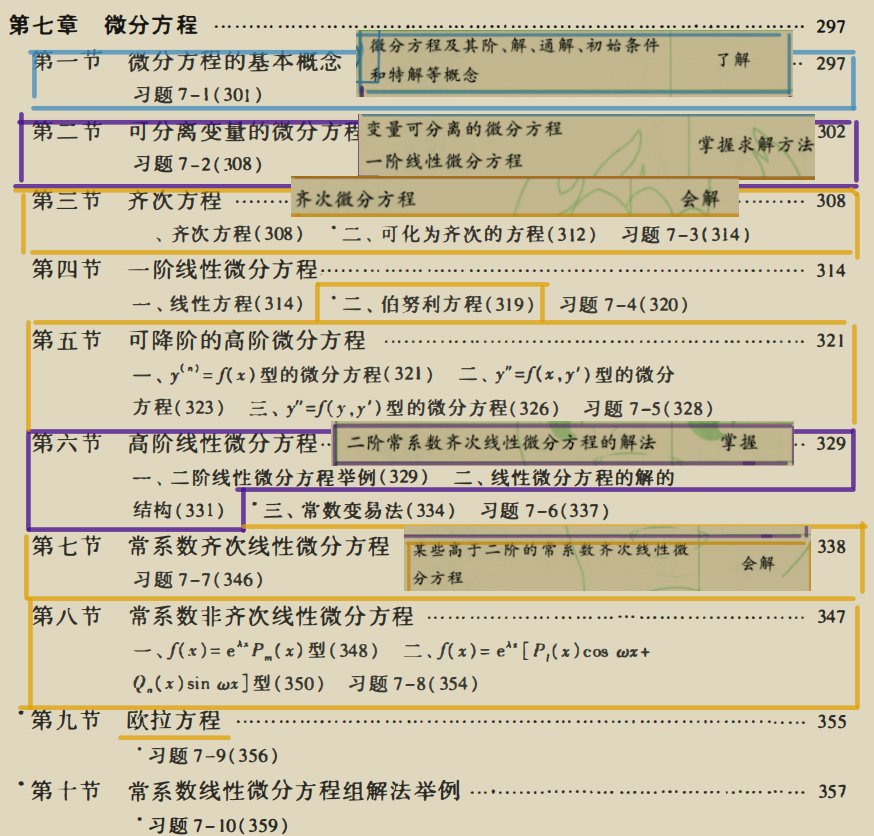 第七章 微分方程 …… 297
第一节 微分方程的基本概念 …… 297
微分方程及其阶、解、通解、初始条件
和特解等概念 了解
习题 7-1(301)
第二节 可分离变量的微分方程 302
变量可分离的微分方程
一阶线性微分方程 掌握求解方法
习题 7-2(308)
第三节 齐次方程 …… 308
齐次微分方程 会解
、齐次方程(308) *二、可化为齐次的方程(312) 习题 7-3(314)
第四节 一阶线性微分方程 …… 314
一、线性方程(314) *二、伯努利方程(319) 习题 7-4(320)
第五节 可降阶的高阶微分方程 …… 321
一、y⁽ⁿ⁾=f(x)型的微分方程(321) 二、y″=f(x,y′)型的微分
方程(323) 三、y″=f(y,y′)型的微分方程(326) 习题 7-5(328)
第六节 高阶线性微分方程 …… 329
二阶常系数齐次线性微分方程的解法 掌握
一、二阶线性微分方程举例(329) 二、线性微分方程的解的
结构(331) *三、常数变易法(334) 习题 7-6(337)
第七节 常系数齐次线性微分方程 338
某些高于二阶的常系数齐次线性微
分方程 会解
习题 7-7(346)
第八节 常系数非齐次线性微分方程 …… 347
一、f(x)=e^{λx}P_m(x)型(348) 二、f(x)=e^{λx}[P_l(x)cos ωx+
Q_n(x)sin ωx]型(350) 习题 7-8(354)
*第九节 欧拉方程 …… 355
*习题 7-9(356)
*第十节 常系数线性微分方程组解法举例 …… 357
*习题 7-10(359)